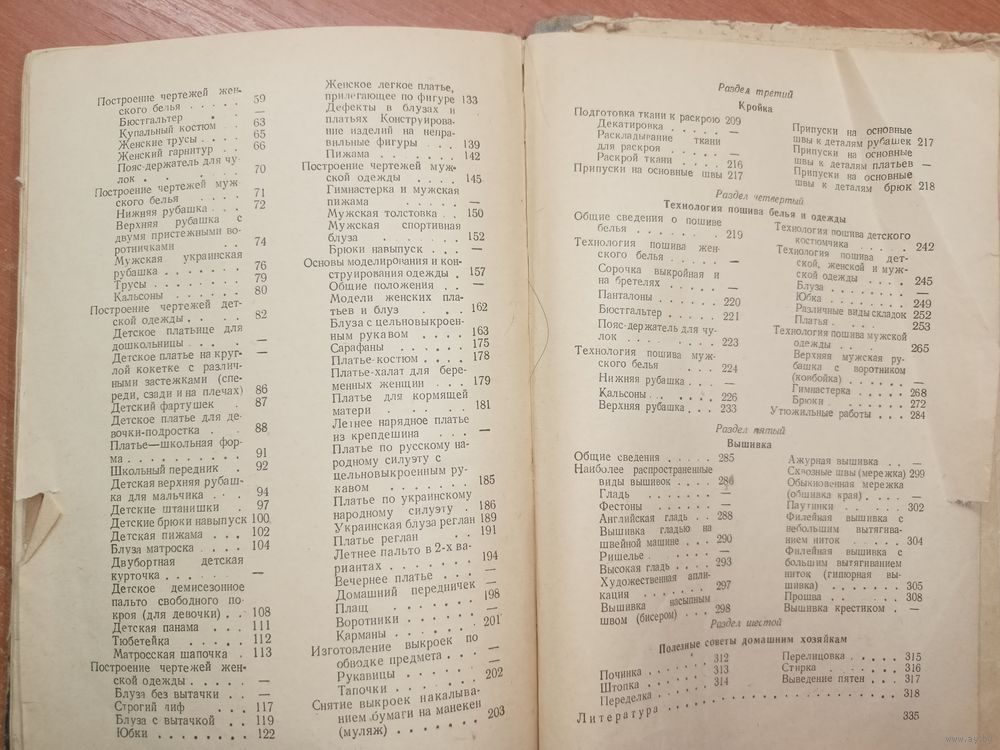 Построение чертежей жен-
ского белья . . . . . 59
Бюстгальтер . —
Купальный костюм . . 63
Женские трусы . . . . 65
Женский гарнитур . . 66
Пояс-держатель для чу-
лок . . . . . . 70
Построение чертежей муж-
ского белья . . . . . 71
Нижняя рубашка . . . 72
Верхняя рубашка с
двумя пристежными во-
ротничками . . . 74
Мужская украинская
рубашка . . . . . . . 76
Трусы . . . . . . . 79
Кальсоны . . . . . . 80
Построение чертежей дет-
ской одежды . . . . 82
Детское платьице для
дошкольницы . . . —
Детское платье на круг-
лой кокетке с различ-
ными застежками (спе-
реди, сзади и на плечах) 86
Детский фартушек . 87
Детское платье для де-
вочки-подростка . . 88
Платье—школьная фор-
ма . . . . . . . . . 91
Школьный передник . 92
Детская верхняя рубаш-
ка для мальчика . . . 94
Детские штанишки . 97
Детские брюки навыпуск 100
Детская пижама . . . 102
Блуза матроска . . . . 104
Двубортная детская
курточка . . . . . . —
Детское демисезонное
пальто свободного по-
кроя (для девочки) . . 108
Детская панама . . . 111
Тюбетейка . . . . . 112
Матросская шапочка . 113
Построение чертежей жен-
ской одежды . . . . . —
Блуза без вытачки . . —
Строгий лиф . . . 117
Блуза с вытачкой . . 119
Юбки . . . . . . . . 122
Женское легкое платье,
прилегающее по фигуре 133
Дефекты в блузах и
платьях Конструирова-
ние изделий на непра-
вильные фигуры . . . 139
Пижама . . . . . . . 142
Построение чертежей муж-
ской одежды . . . . 145
Гимнастерка и мужская
пижама . . . . . —
Мужская толстовка . . 150
Мужская спортивная
блуза . . . . . . 152
Брюки навыпуск . . . —
Основы моделирования и кон-
струирования одежды . 157
Общие положения . . —
Модели женских пла-
тьев и блуз . . . 162
Блуза с цельновыкроен-
ным рукавом . . . . 163
Сарафаны . . . . . 175
Платье-костюм . . . . 178
Платье-халат для бере-
менных женщин . . . 179
Платье для кормящей
матери . . . . . 181
Летнее нарядное платье
из крепдешина . . . —
Платье по русскому на-
родному силуэту с
цельновыкроенным ру-
кавом . . . . . . 185
Платье по украинскому
народному силуэту . 186
Украинская блуза реглан 189
Платье реглан . . . 191
Летнее пальто в 2-х ва-
риантах . . . . . . . 194
Вечернее платье . . . —
Домашний передничек —
Плащ . . . . . . . 198
Воротники . . . . . —
Карманы . . . . . . . 201
Изготовление выкроек по
обводке предмета . . . —
Рукавицы . . . . . —
Тапочки . . . . . . 202
Снятие выкроек накалыва-
нием бумаги на манекен
(муляж) . . . . . . . 203
Раздел третий
Кройка
Подготовка ткани к раскрою 209
Декатировка . . . . . —
Раскладывание ткани
для раскроя . . . . . —
Раскрой ткани . . . . 216
Припуски на основные швы 217
Припуски на основные
швы к деталям рубашек 217
Припуски на основные
швы к деталям платьев —
Припуски на основные
швы к деталям брюк 218
Раздел четвертый
Технология пошива белья и одежды
Общие сведения о пошиве
белья . . . . . . . 219
Технология пошива жен-
ского белья . . . . . —
Сорочка выкройная и
на бретелях . . . . . —
Панталоны . . . . . 220
Бюстгальтер . . . . . 221
Пояс-держатель для чу-
лок . . . . . . . 223
Технология пошива муж-
ского белья . . . . 224
Нижняя рубашка . . . —
Кальсоны . . . . . . 226
Верхняя рубашка . . . 233
Технология пошива детского
костюмчика . . . . . 242
Технология пошива дет-
ской, женской и муж-
ской одежды . . . . 245
Блуза . . . . . . . —
Юбка . . . . . . . 249
Различные виды складок 252
Платья . . . . . . 253
Технология пошива мужской
одежды . . . . . 265
Верхняя мужская ру-
башка с воротником
(ковбойка) . . . . . —
Гимнастерка . . . . . 268
Брюки . . . . . . . 272
Утюжильные работы . . . 284
Раздел пятый
Вышивка
Общие сведения . . . . . 285
Наиболее распространенные
виды вышивок . . . . 286
Гладь . . . . . . —
Фестоны . . . . . . —
Английская гладь . . 288
Вышивка гладью на
швейной машине . . . 290
Ришелье . . . . . . —
Высокая гладь . . . . 293
Художественная апли-
кация . . . . . . . 297
Вышивка насыпным
швом (бисером) . . . 298
Ажурная вышивка . . —
Сквозные швы (мережка) 299
Обыкновенная мережка
(обшивка края) . . . . —
Паутинки . . . . . 302
Филейная вышивка с
небольшим вытягива-
нием ниток . . . . 304
Филейная вышивка с
большим вытягиванием
ниток (гипюрная вы-
шивка) . . . . . . . 305
Прошва . . . . . . 308
Вышивка крестиком . —
Раздел шестой
Полезные советы домашним хозяйкам
Починка . . . . . . 312
Штопка . . . . . . 313
Переделка . . . . . 314
Перелицовка . . . . . 315
Стирка . . . . . . . 316
Выведение пятен . . . 317
318
Литература . . . . . . 335
www.ay.by